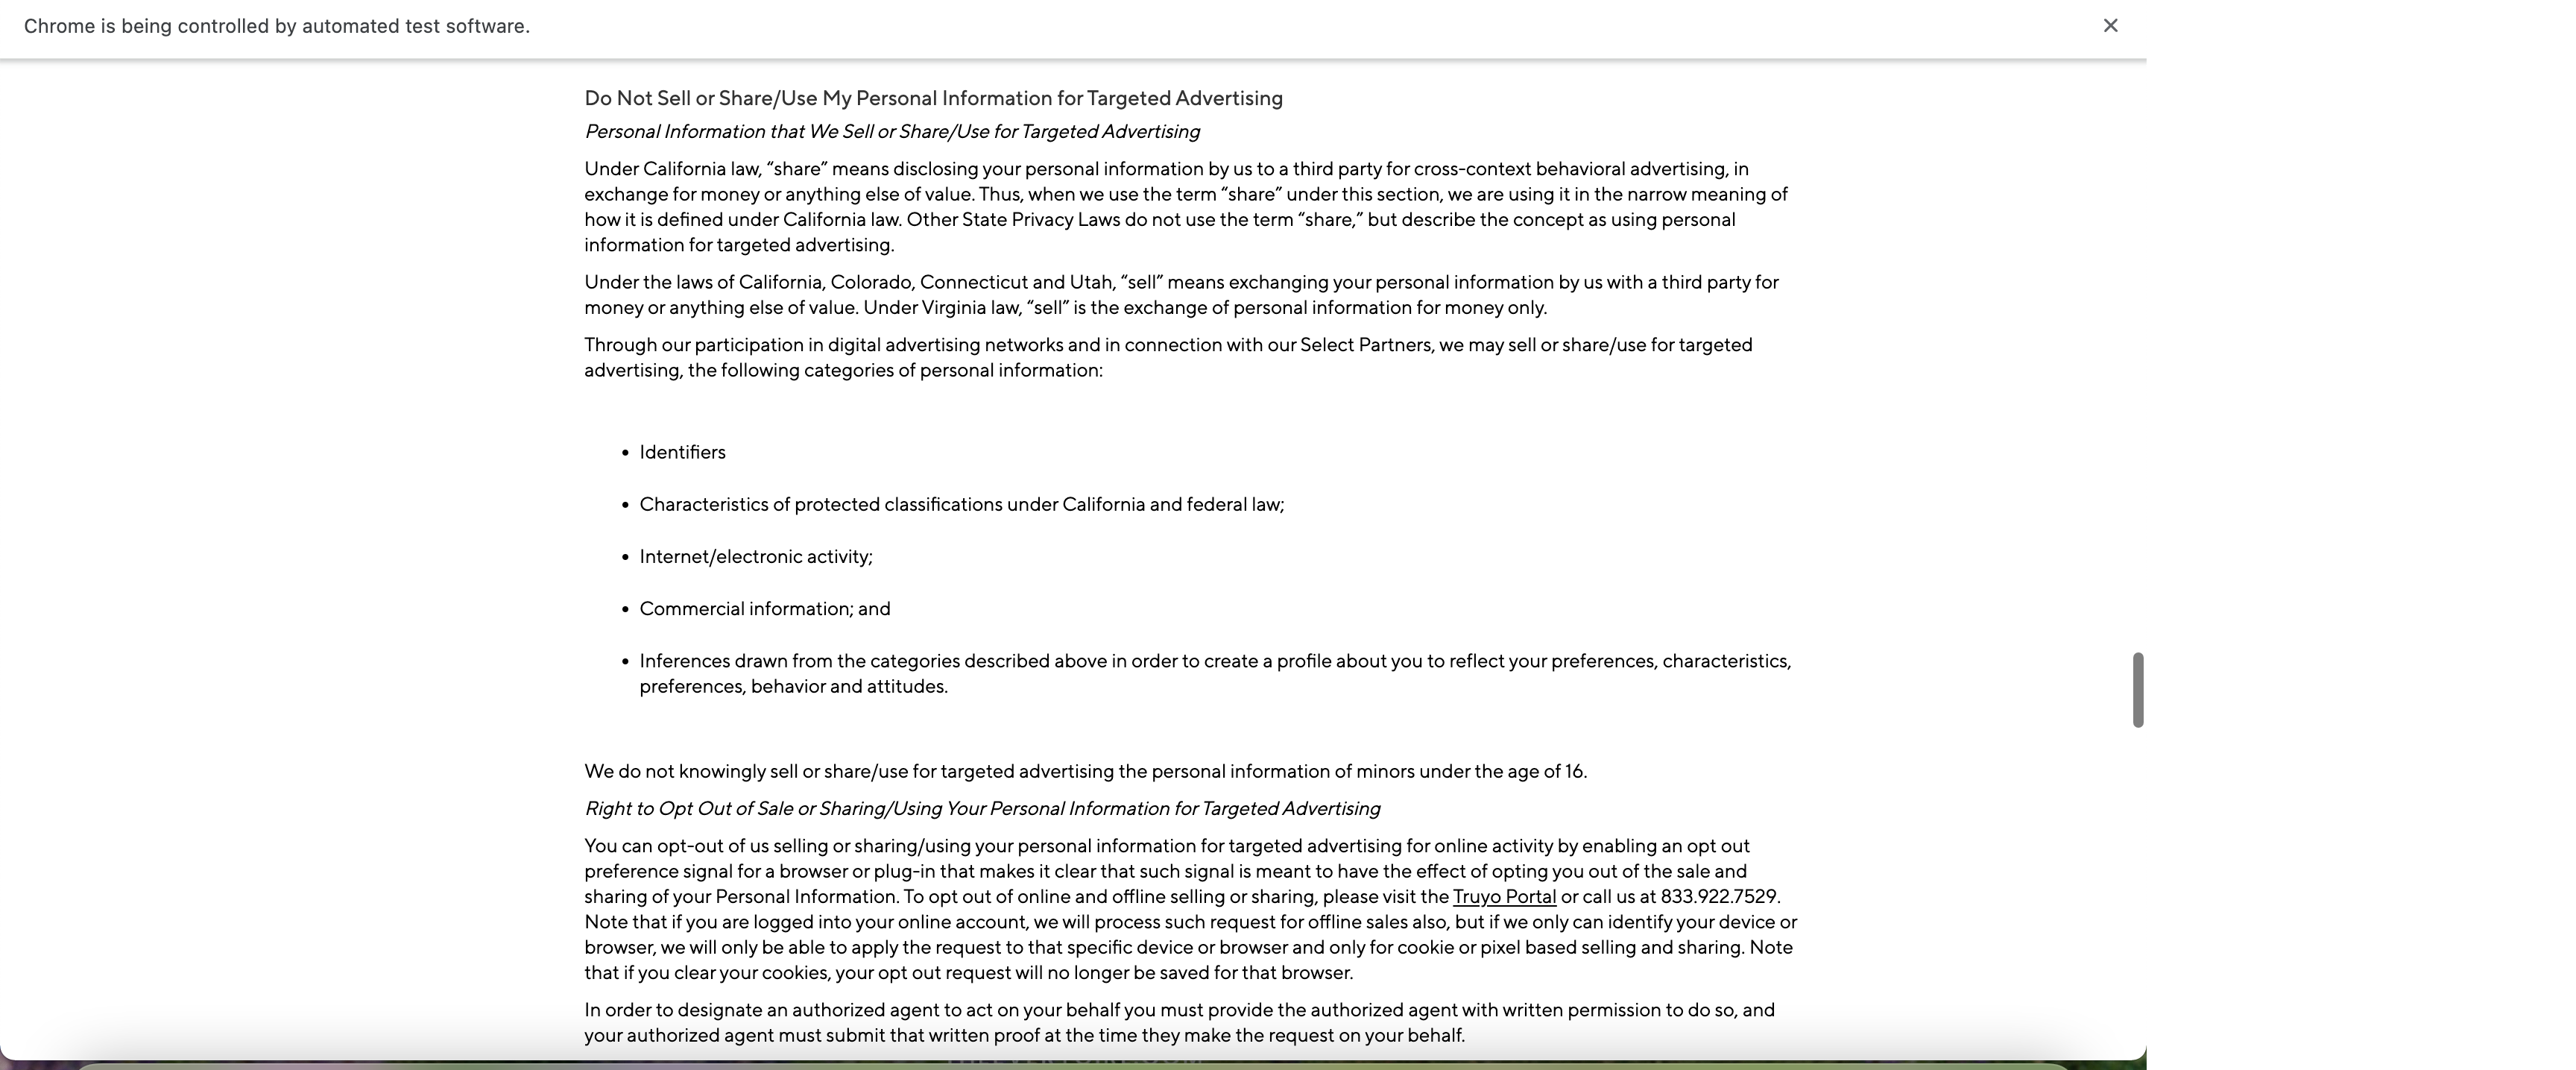 Chrome is being controlled by automated test software.
Do Not Sell or Share/Use My Personal Information for Targeted Advertising
Personal Information that We Sell or Share/Use for Targeted Advertising
Under California law, “share” means disclosing your personal information by us to a third party for cross-context behavioral advertising, in
exchange for money or anything else of value. Thus, when we use the term “share” under this section, we are using it in the narrow meaning of
how it is defined under California law. Other State Privacy Laws do not use the term “share,” but describe the concept as using personal
information for targeted advertising.
Under the laws of California, Colorado, Connecticut and Utah, “sell” means exchanging your personal information by us with a third party for
money or anything else of value. Under Virginia law, “sell” is the exchange of personal information for money only.
Through our participation in digital advertising networks and in connection with our Select Partners, we may sell or share/use for targeted
advertising, the following categories of personal information:
• Identifiers
• Characteristics of protected classifications under California and federal law;
• Internet/electronic activity;
• Commercial information; and
• Inferences drawn from the categories described above in order to create a profile about you to reflect your preferences, characteristics,
preferences, behavior and attitudes.
We do not knowingly sell or share/use for targeted advertising the personal information of minors under the age of 16.
Right to Opt Out of Sale or Sharing/Using Your Personal Information for Targeted Advertising
You can opt-out of us selling or sharing/using your personal information for targeted advertising for online activity by enabling an opt out
preference signal for a browser or plug-in that makes it clear that such signal is meant to have the effect of opting you out of the sale and
sharing of your Personal Information. To opt out of online and offline selling or sharing, please visit the Truyo Portal or call us at 833.922.7529.
Note that if you are logged into your online account, we will process such request for offline sales also, but if we only can identify your device or
browser, we will only be able to apply the request to that specific device or browser and only for cookie or pixel based selling and sharing. Note
that if you clear your cookies, your opt out request will no longer be saved for that browser.
In order to designate an authorized agent to act on your behalf you must provide the authorized agent with written permission to do so, and
your authorized agent must submit that written proof at the time they make the request on your behalf.